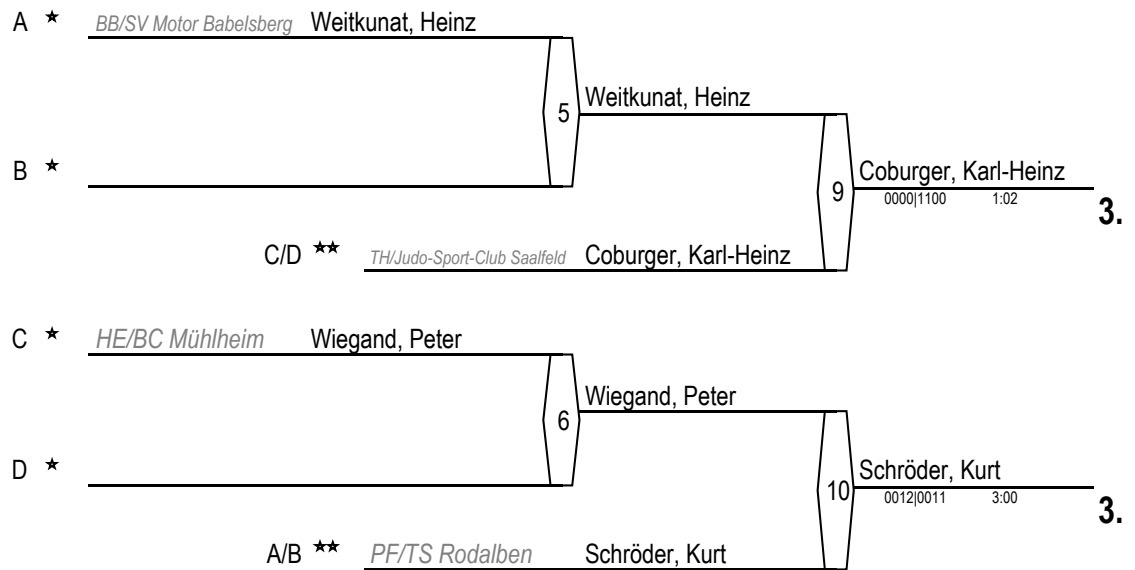 A ★ BB/SV Motor Babelsberg Weitkunat, Heinz
5 Weitkunat, Heinz
B ★
9 Coburger, Karl-Heinz
0000|1100 1:02
3.
C/D ★★ TH/Judo-Sport-Club Saalfeld Coburger, Karl-Heinz
C ★ HE/BC Mühlheim Wiegand, Peter
6 Wiegand, Peter
D ★
10 Schröder, Kurt
0012|0011 3:00
3.
A/B ★★ PF/TS Rodalben Schröder, Kurt